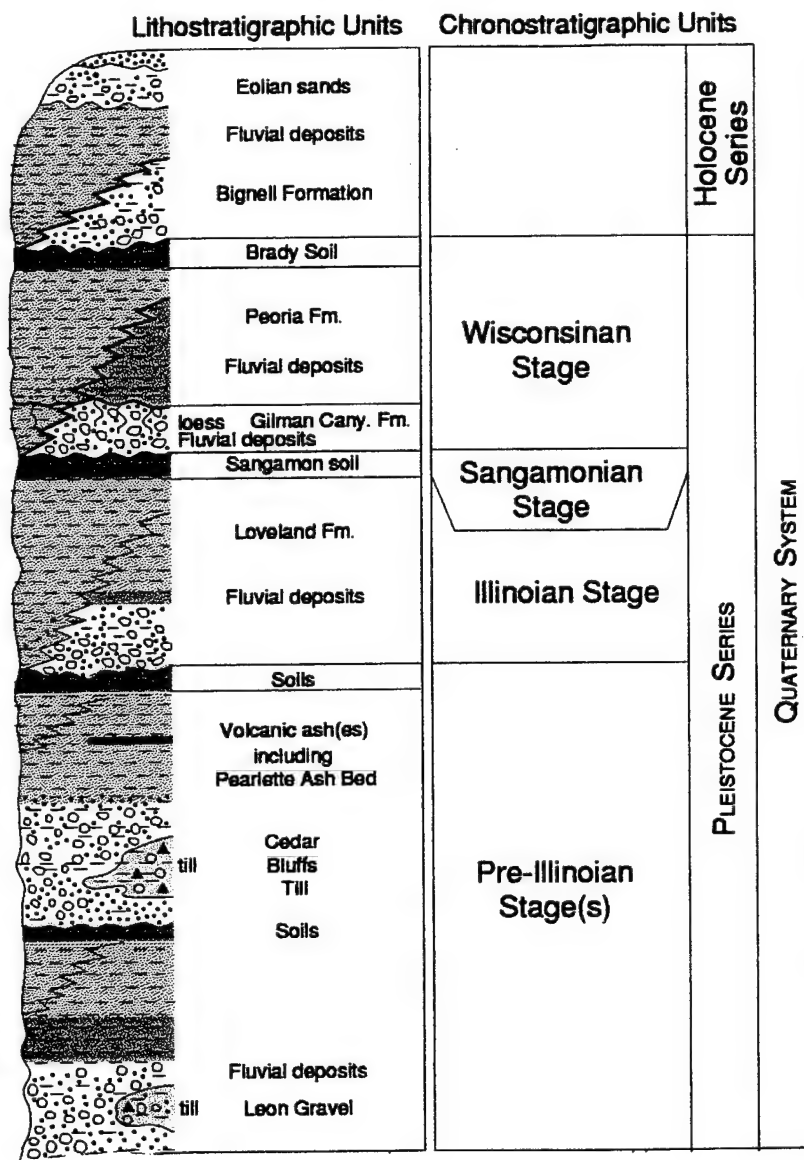 Lithostratigraphic Units
Chronostratigraphic Units
Eolian sands
Fluvial deposits
Bignell Formation
Brady Soil
Peoria Fm.
Fluvial deposits
loess Gilman Cany. Fm.
Fluvial deposits
Sangamon soil
Loveland Fm.
Fluvial deposits
Soils
Volcanic ash(es)
including
Pearlette Ash Bed
till
Cedar
Bluffs
Till
Soils
Fluvial deposits
till
Leon Gravel
Wisconsinan
Stage
Sangamonian
Stage
Illinoian Stage
Pre-Illinoian
Stage(s)
Holocene
Series
PLEISTOCENE SERIES
QUATERNARY SYSTEM